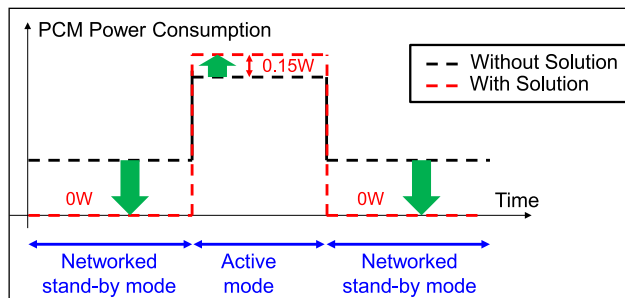 PCM Power Consumption
0.15W
Without Solution
With Solution
0W
0W
Time
Networked
stand-by mode
Active
mode
Networked
stand-by mode